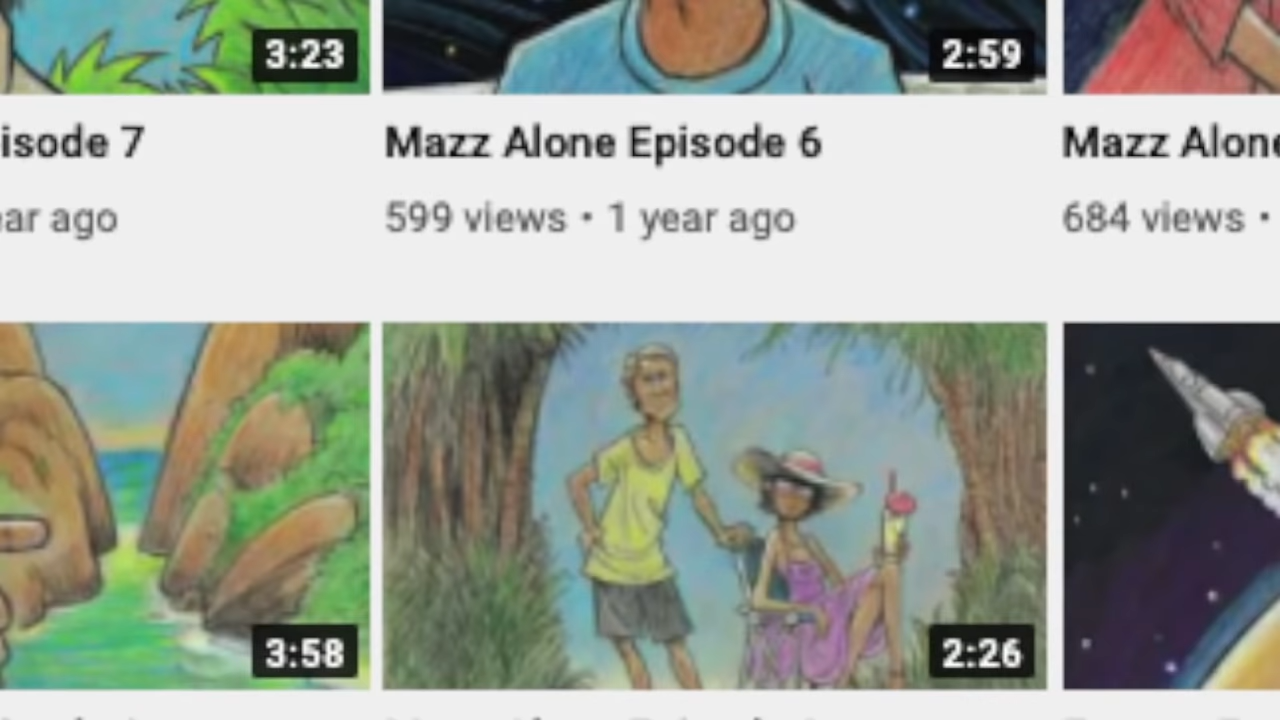 3:23
2:59
isode 7
Mazz Alone Episode 6
Mazz Alone
ar ago
599 views • 1 year ago
684 views •
3:58
2:26